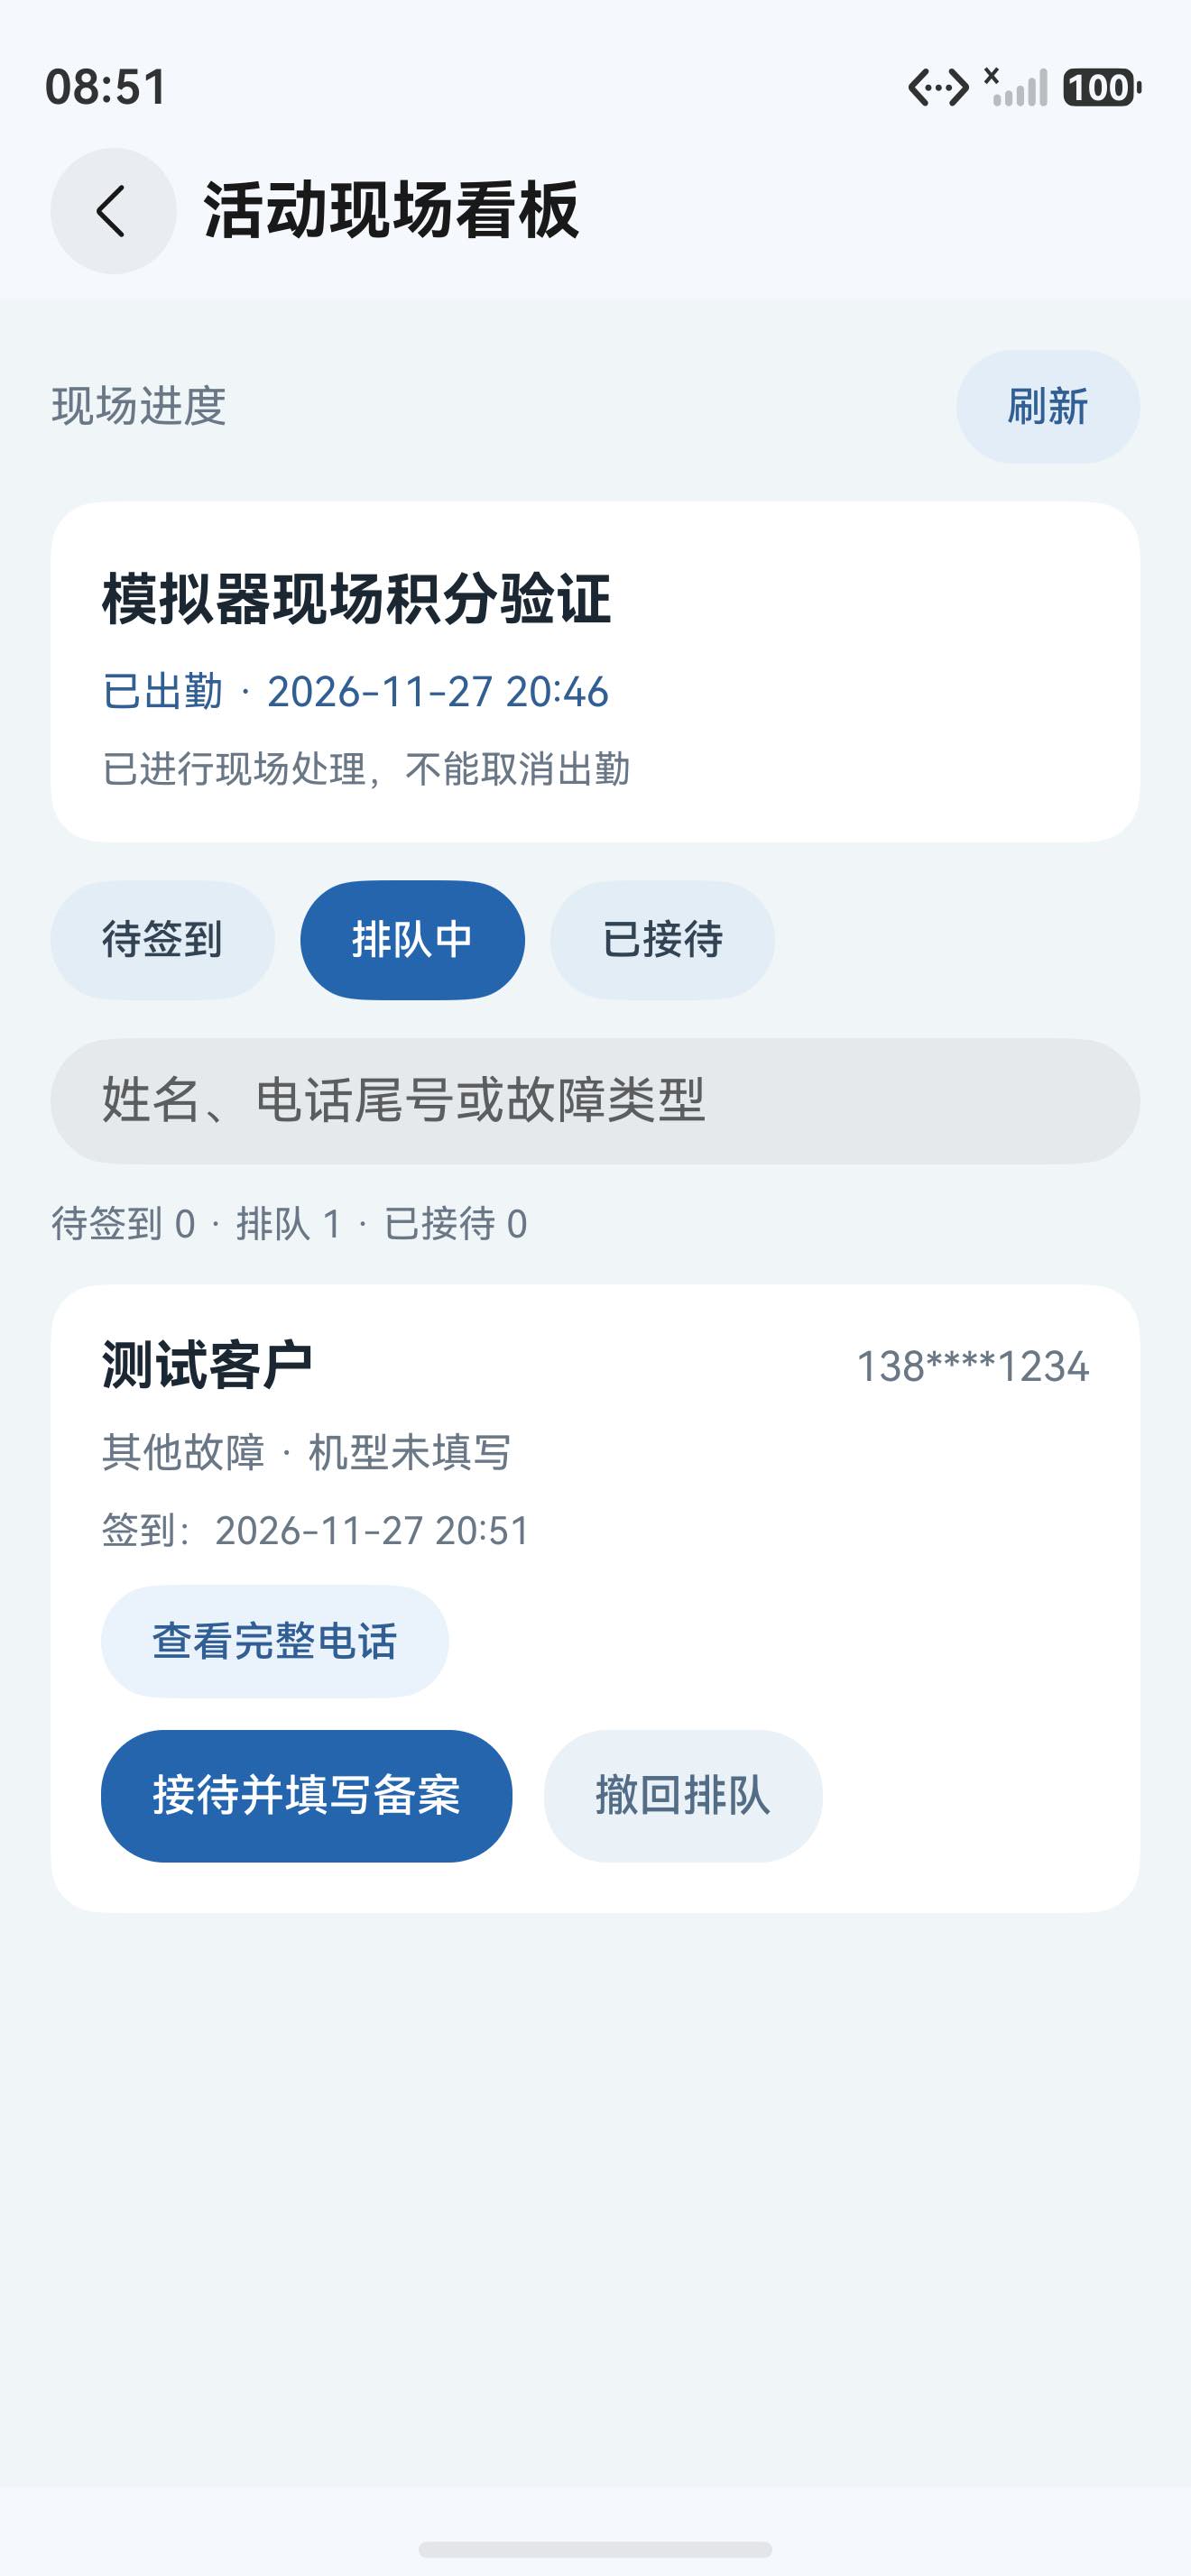 08:51
100
活动现场看板
现场进度
刷新
模拟器现场积分验证
已出勤 · 2026-11-27 20:46
已进行现场处理，不能取消出勤
待签到
排队中
已接待
姓名、电话尾号或故障类型
待签到 0 · 排队 1 · 已接待 0
测试客户
138****1234
其他故障 · 机型未填写
签到：2026-11-27 20:51
查看完整电话
接待并填写备案
撤回排队